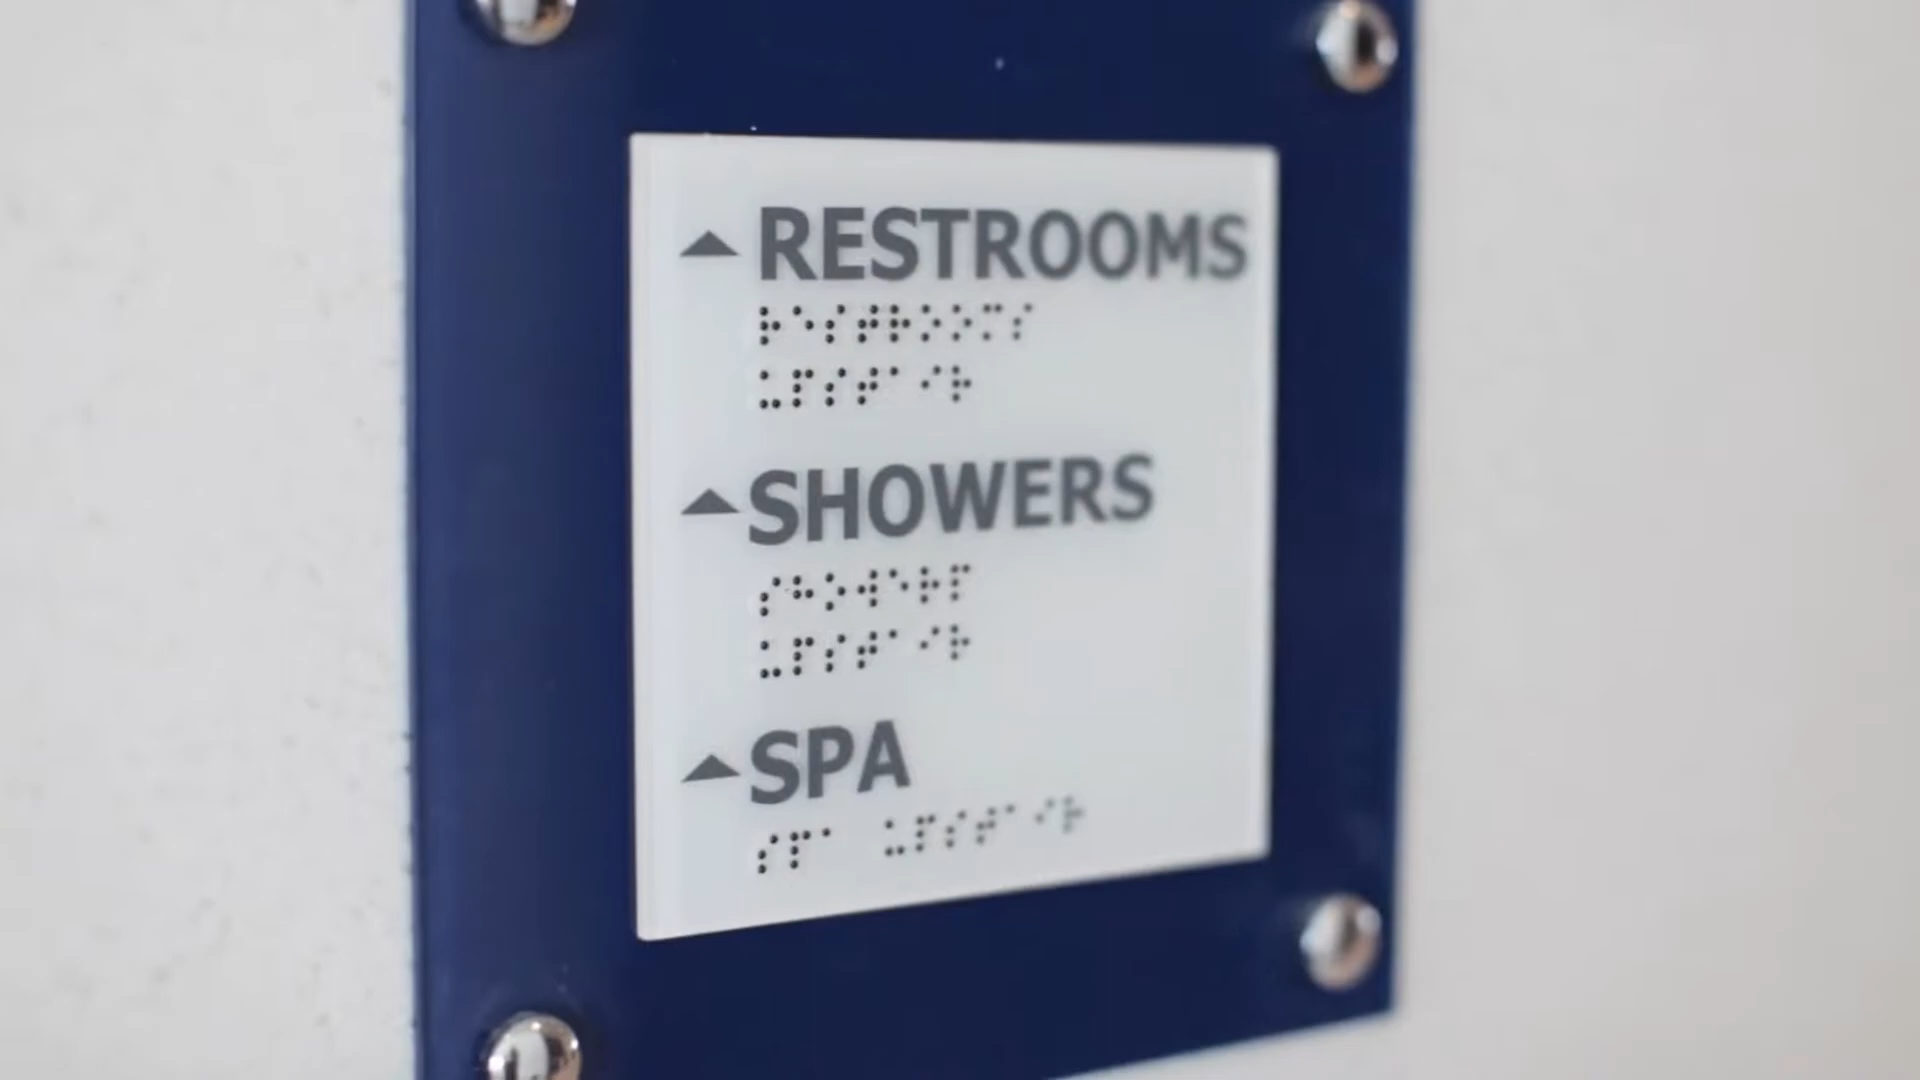 ▲ RESTROOMS
⠗⠑⠎⠞⠗⠕⠕⠍⠎
⠥⠏⠎⠞⠁⠊⠗
▲ SHOWERS
⠎⠓⠕⠺⠑⠗⠏
⠥⠏⠎⠞⠁⠊⠗
▲ SPA
⠎⠏⠁ ⠥⠏⠎⠞⠁⠊⠗